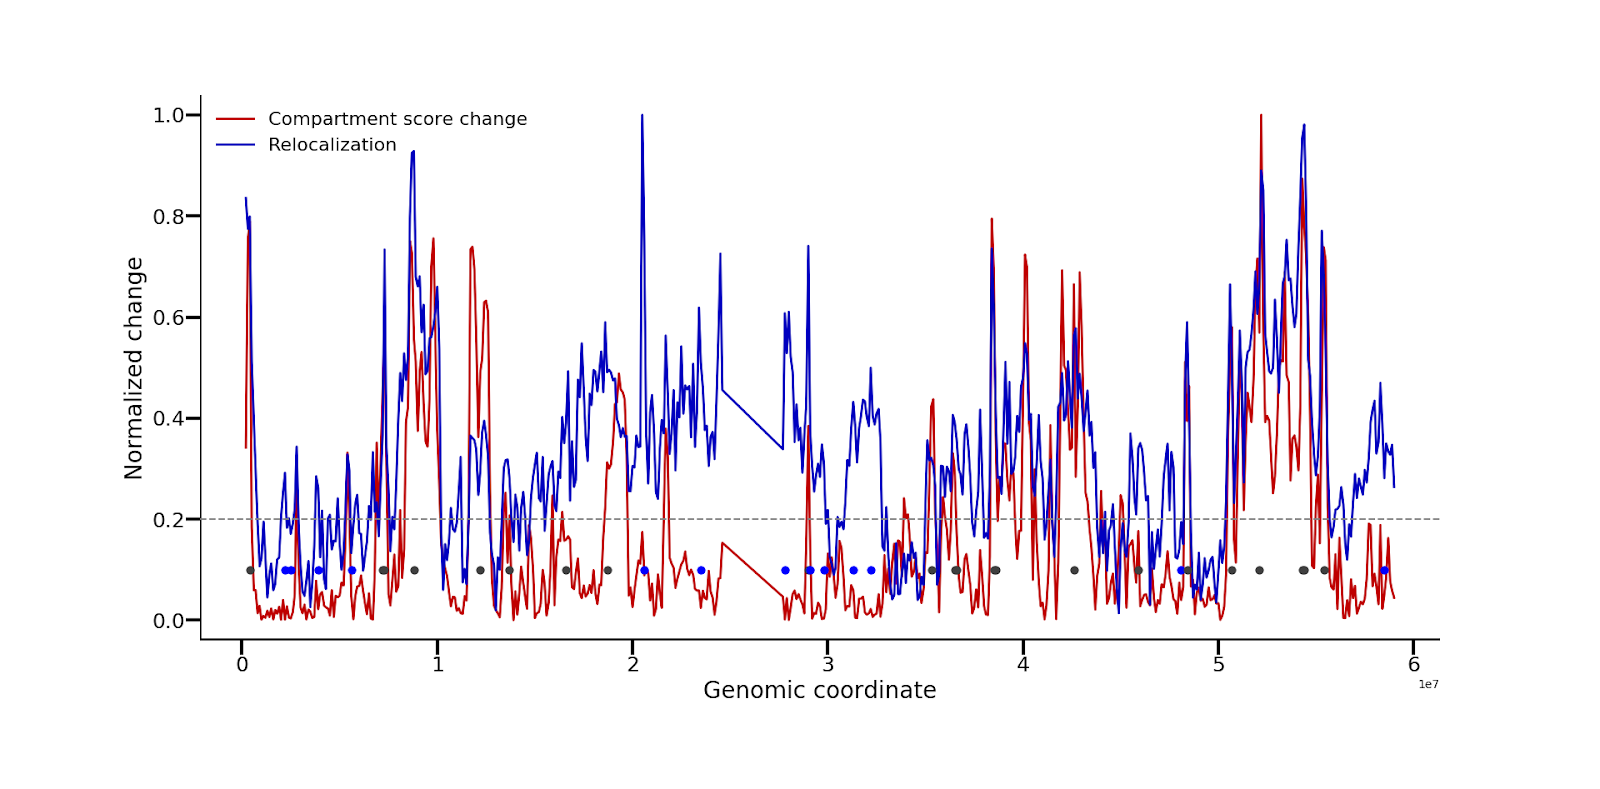 Compartment score change
Relocalization
Normalized change
1.0
0.8
0.6
0.4
0.2
0.0
0 1 2 3 4 5 6
1e7
Genomic coordinate